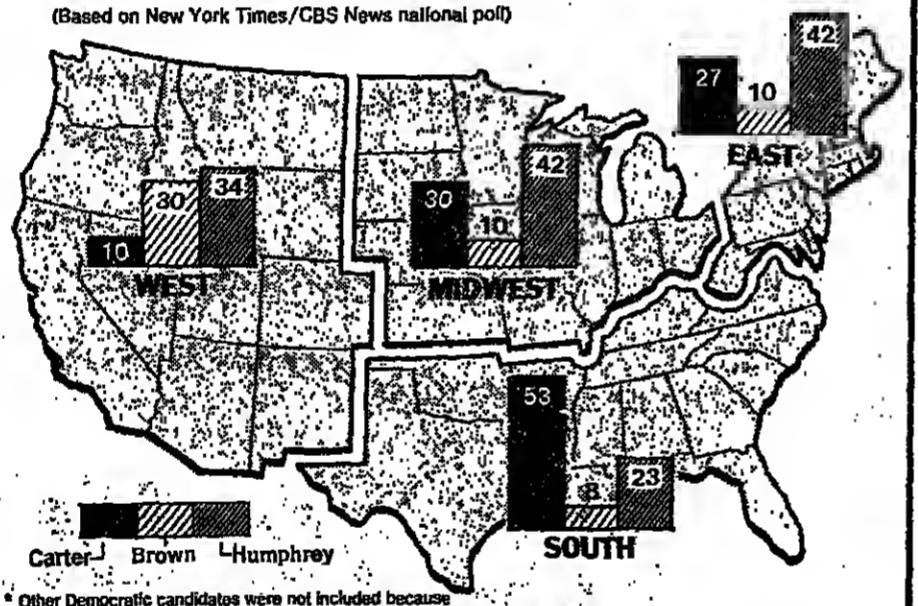 (Based on New York Times/CBS News national poll)
27
10
42
EAST
10
30
34
WEST
30
10
42
MIDWEST
53
8
23
SOUTH
Carter
Brown
Humphrey
* Other Democratic candidates were not included because